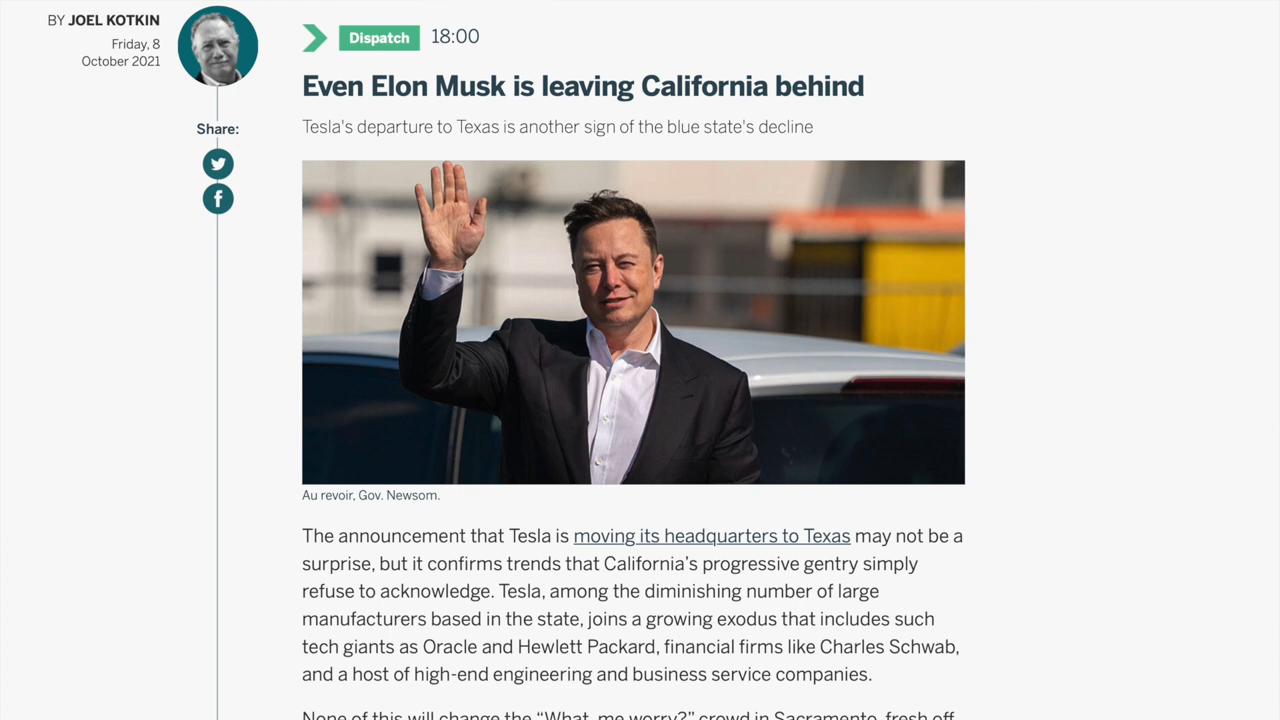 BY JOEL KOTKIN
Friday, 8
October 2021
Share:
Dispatch 18:00
Even Elon Musk is leaving California behind
Tesla's departure to Texas is another sign of the blue state's decline
Au revoir, Gov. Newsom.
The announcement that Tesla is moving its headquarters to Texas may not be a
surprise, but it confirms trends that California's progressive gentry simply
refuse to acknowledge. Tesla, among the diminishing number of large
manufacturers based in the state, joins a growing exodus that includes such
tech giants as Oracle and Hewlett Packard, financial firms like Charles Schwab,
and a host of high-end engineering and business service companies.
None of this will change the “What, me worry?” crowd in Sacramento, fresh off